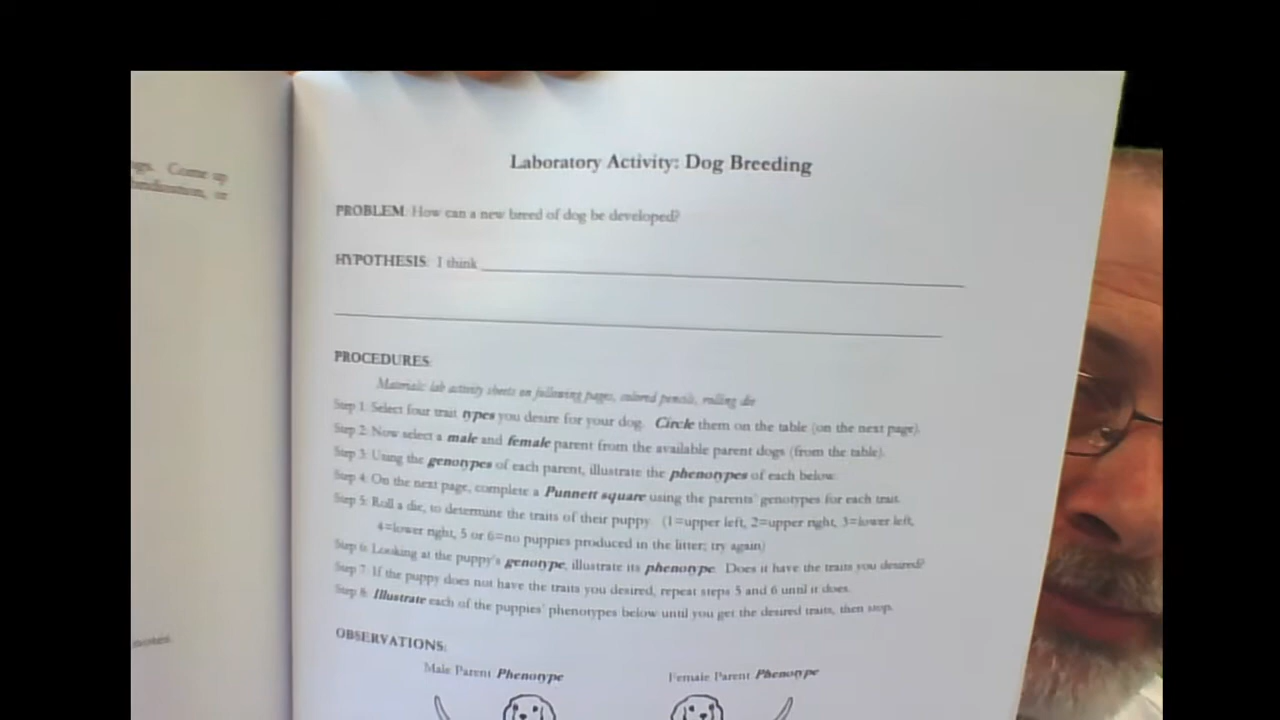 Come up
or
notes
Laboratory Activity: Dog Breeding
PROBLEM: How can a new breed of dog be developed?
HYPOTHESIS: I think
PROCEDURES:
Materials: lab activity sheets on following pages, colored pencils, rolling die
Step 1: Select four trait types you desire for your dog. Circle them on the table (on the next page).
Step 2: Now select a male and female parent from the available parent dogs (from the table).
Step 3: Using the genotypes of each parent, illustrate the phenotypes of each below.
Step 4: On the next page, complete a Punnett square using the parents' genotypes for each trait.
Step 5: Roll a die, to determine the traits of their puppy. (1=upper left, 2=upper right, 3=lower left,
4=lower right, 5 or 6=no puppies produced in the litter; try again)
Step 6: Looking at the puppy's genotype, illustrate its phenotype. Does it have the traits you desired?
Step 7: If the puppy does not have the traits you desired, repeat steps 5 and 6 until it does.
Step 8: Illustrate each of the puppies' phenotypes below until you get the desired traits, then stop.
OBSERVATIONS:
Male Parent Phenotype Female Parent Phenotype